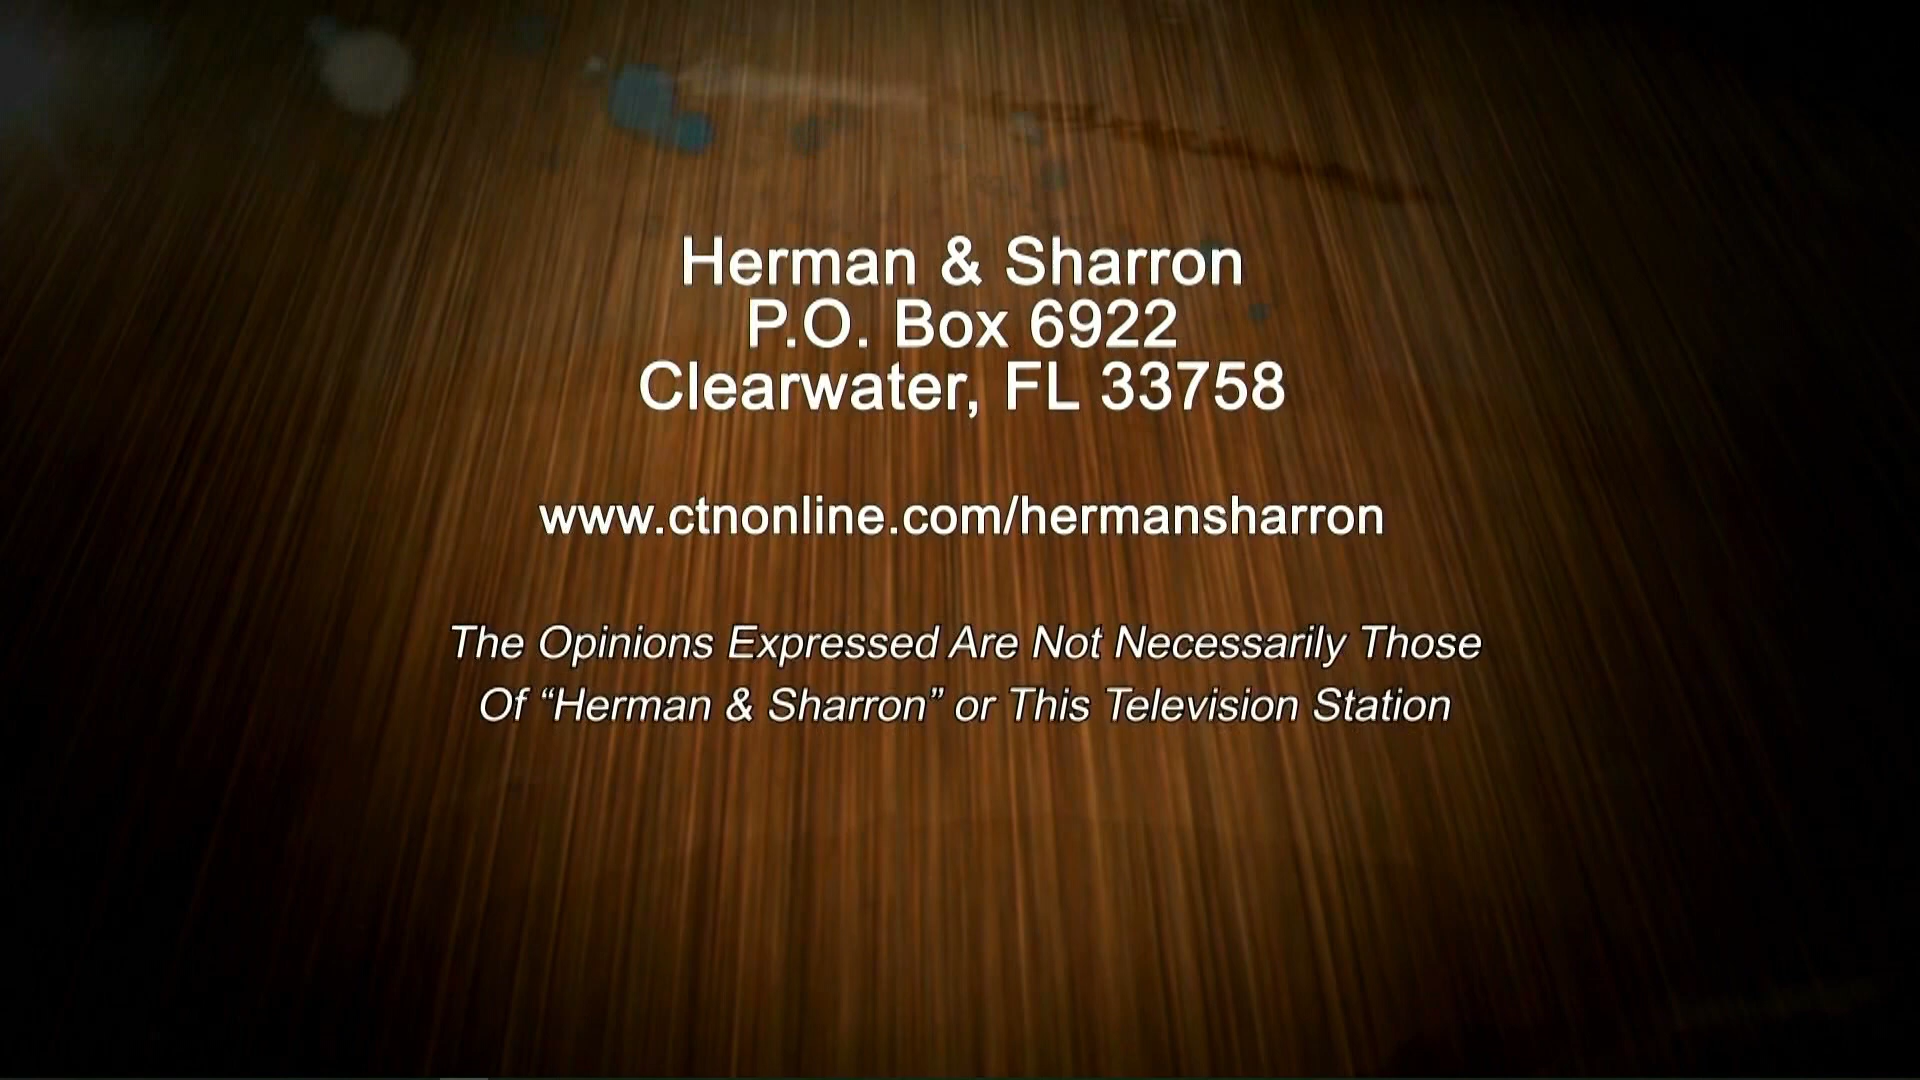 Herman & Sharron
P.O. Box 6922
Clearwater, FL 33758
www.ctnonline.com/hermansharron
The Opinions Expressed Are Not Necessarily Those
Of “Herman & Sharron” or This Television Station